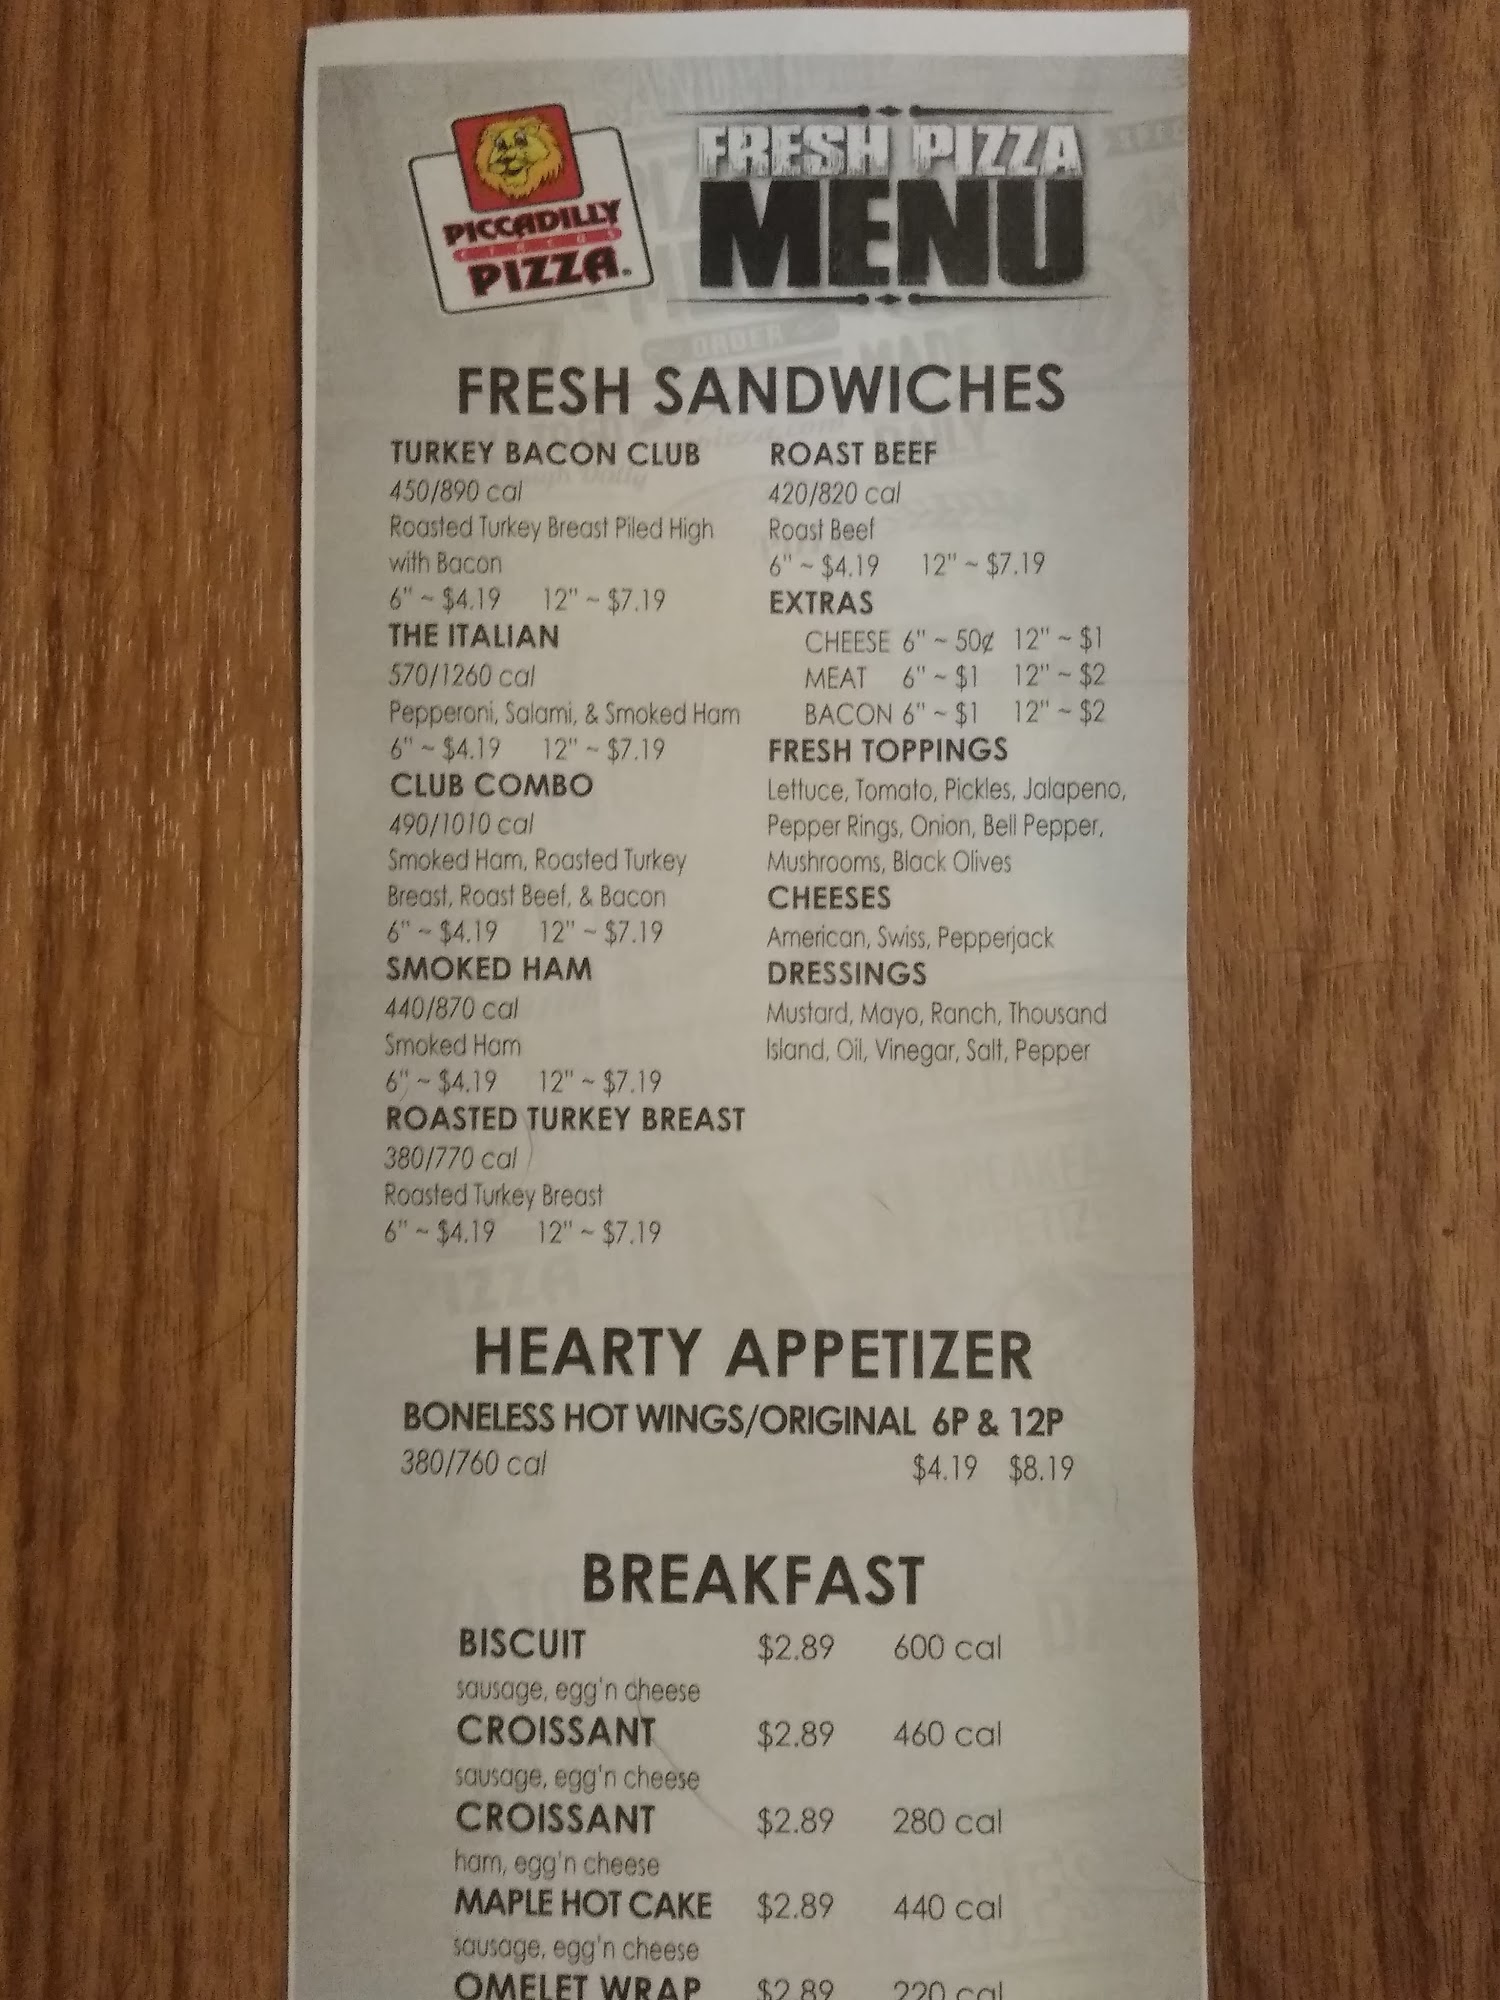 PICCADILLY
CIRCUS
PIZZA
FRESH PIZZA
MENU
FRESH SANDWICHES
TURKEY BACON CLUB
450/890 cal
Roasted Turkey Breast Piled High
with Bacon
6" ~ $4.19 12" ~ $7.19
THE ITALIAN
570/1260 cal
Pepperoni, Salami, & Smoked Ham
6" ~ $4.19 12" ~ $7.19
CLUB COMBO
490/1010 cal
Smoked Ham, Roasted Turkey
Breast, Roast Beef, & Bacon
6" ~ $4.19 12" ~ $7.19
SMOKED HAM
440/870 cal
Smoked Ham
6" ~ $4.19 12" ~ $7.19
ROASTED TURKEY BREAST
380/770 cal
Roasted Turkey Breast
6" ~ $4.19 12" ~ $7.19
ROAST BEEF
420/820 cal
Roast Beef
6" ~ $4.19 12" ~ $7.19
EXTRAS
CHEESE 6" ~ 50¢ 12" ~ $1
MEAT 6" ~ $1 12" ~ $2
BACON 6" ~ $1 12" ~ $2
FRESH TOPPINGS
Lettuce, Tomato, Pickles, Jalapeno,
Pepper Rings, Onion, Bell Pepper,
Mushrooms, Black Olives
CHEESES
American, Swiss, Pepperjack
DRESSINGS
Mustard, Mayo, Ranch, Thousand
Island, Oil, Vinegar, Salt, Pepper
HEARTY APPETIZER
BONELESS HOT WINGS/ORIGINAL 6P & 12P
380/760 cal $4.19 $8.19
BREAKFAST
BISCUIT $2.89 600 cal
sausage, egg'n cheese
CROISSANT $2.89 460 cal
sausage, egg'n cheese
CROISSANT $2.89 280 cal
ham, egg'n cheese
MAPLE HOT CAKE $2.89 440 cal
sausage, egg'n cheese
OMELET WRAP $2.89 220 cal